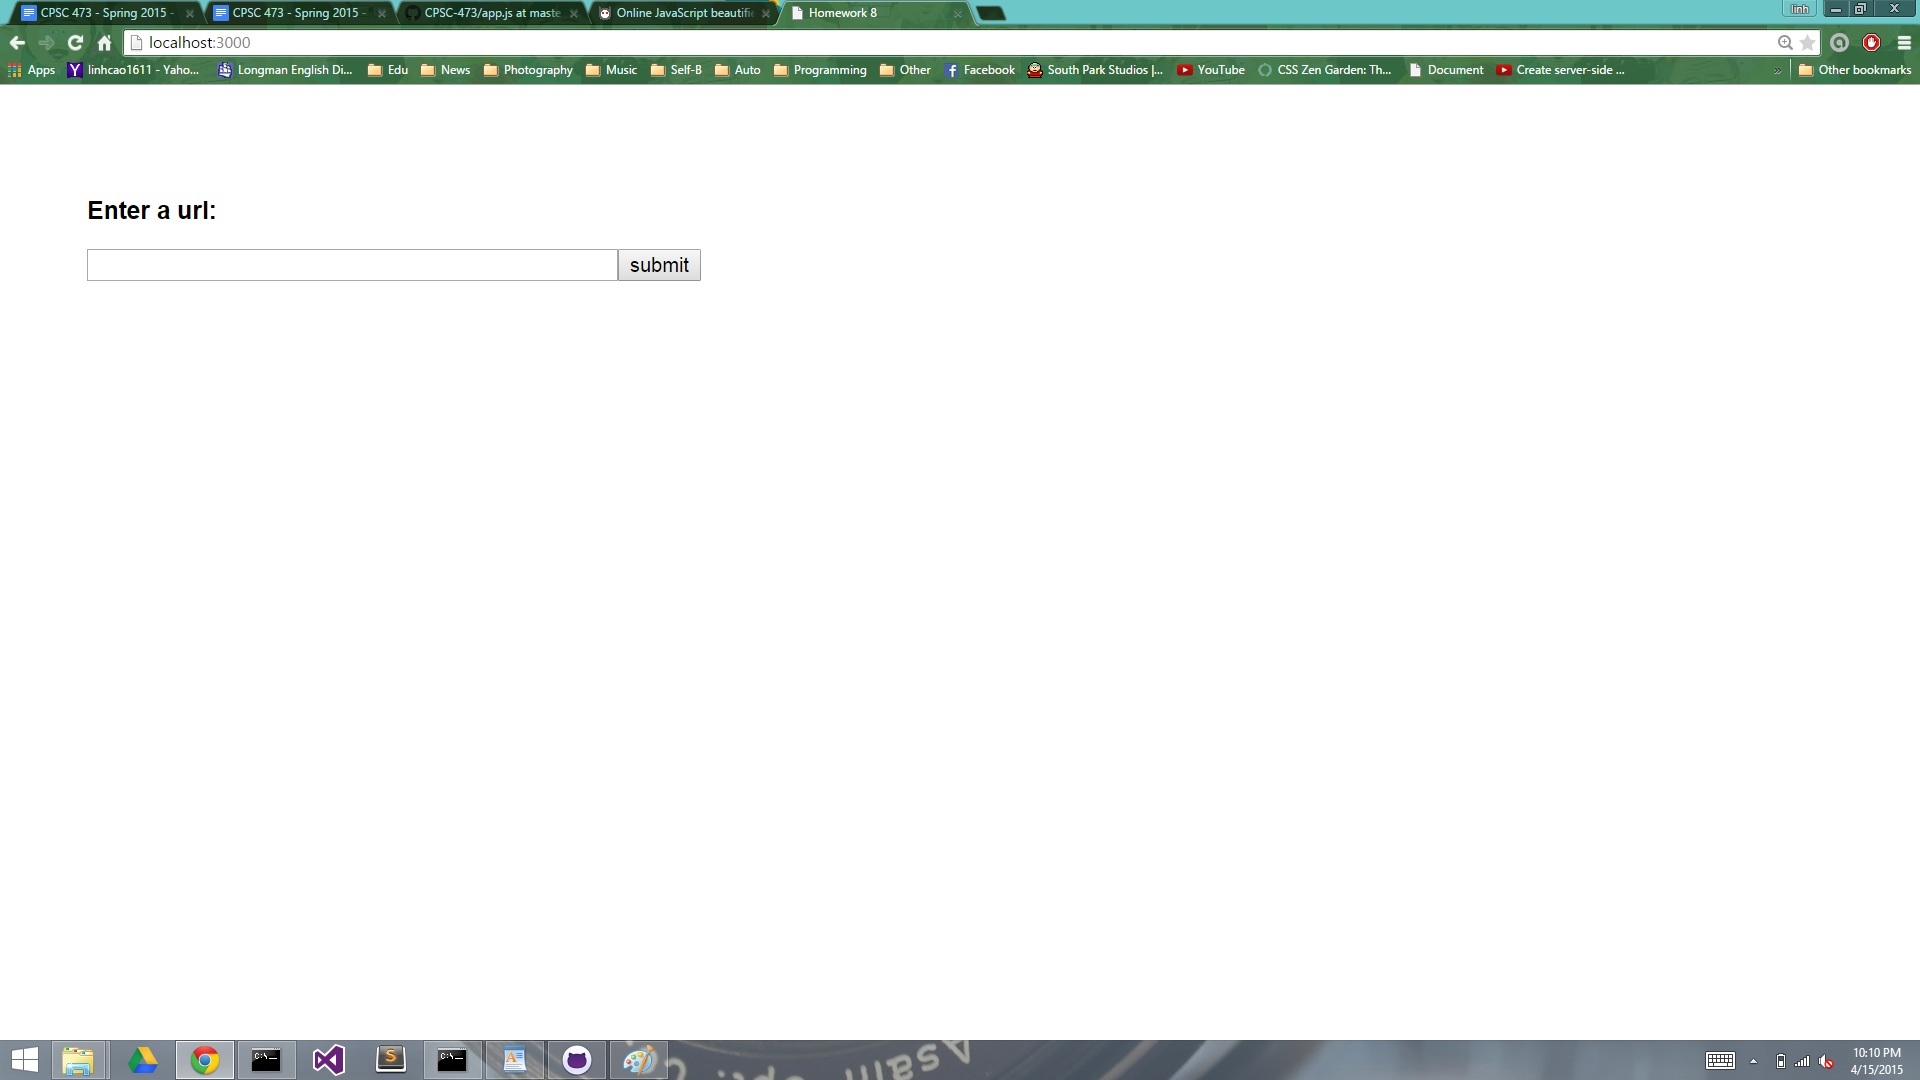 CPSC 473 - Spring 2015 -
CPSC 473 - Spring 2015 -
CPSC-473/app.js at maste
Online JavaScript beautifi
Homework 8
linh
localhost:3000
Apps
linhcao1611 - Yaho...
Longman English Di...
Edu
News
Photography
Music
Self-B
Auto
Programming
Other
Facebook
South Park Studios |...
YouTube
CSS Zen Garden: Th...
Document
Create server-side ...
»
Other bookmarks
Enter a url:
submit
C:\._
S
C:\._
A
Asahi
10:10 PM
4/15/2015